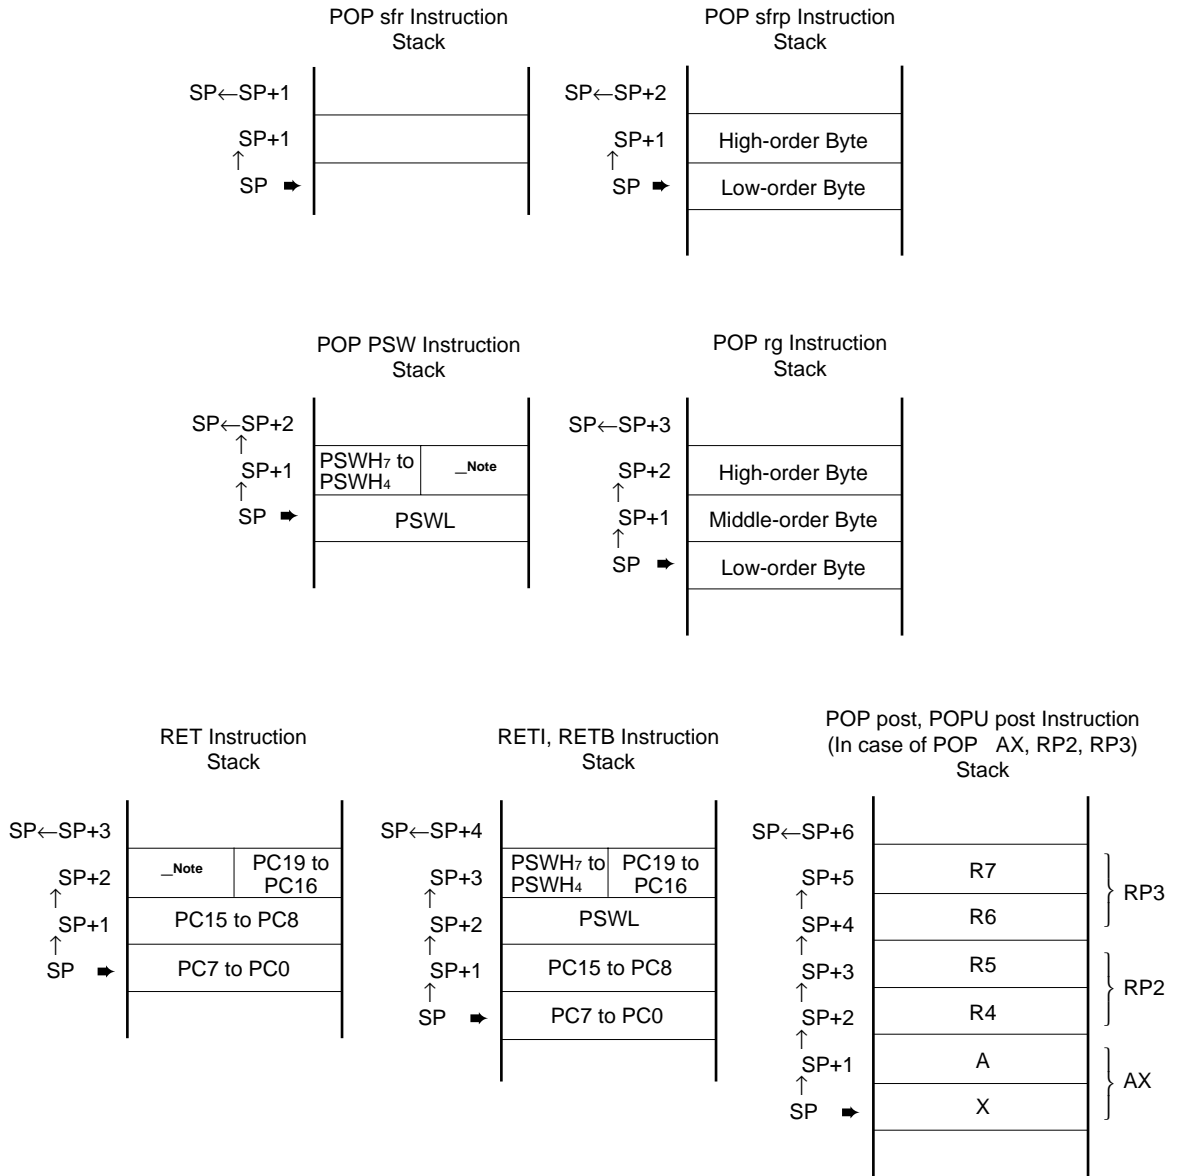 POP sfr Instruction
Stack
SP←SP+1
SP+1
↑
SP ➨
POP sfrp Instruction
Stack
SP←SP+2
SP+1
↑
SP ➨
High-order Byte
Low-order Byte
POP PSW Instruction
Stack
SP←SP+2
↑
SP+1
↑
SP ➨
PSWH7 to
PSWH4
_Note
PSWL
POP rg Instruction
Stack
SP←SP+3
SP+2
↑
SP+1
↑
SP ➨
High-order Byte
Middle-order Byte
Low-order Byte
RET Instruction
Stack
SP←SP+3
SP+2
↑
SP+1
↑
SP ➨
_Note
PC19 to
PC16
PC15 to PC8
PC7 to PC0
RETI, RETB Instruction
Stack
SP←SP+4
SP+3
↑
SP+2
↑
SP+1
↑
SP ➨
PSWH7 to
PSWH4
PC19 to
PC16
PSWL
PC15 to PC8
PC7 to PC0
POP post, POPU post Instruction
(In case of POP AX, RP2, RP3)
Stack
SP←SP+6
SP+5
↑
SP+4
↑
SP+3
↑
SP+2
↑
SP+1
↑
SP ➨
R7
R6
R5
R4
A
X
RP3
RP2
AX